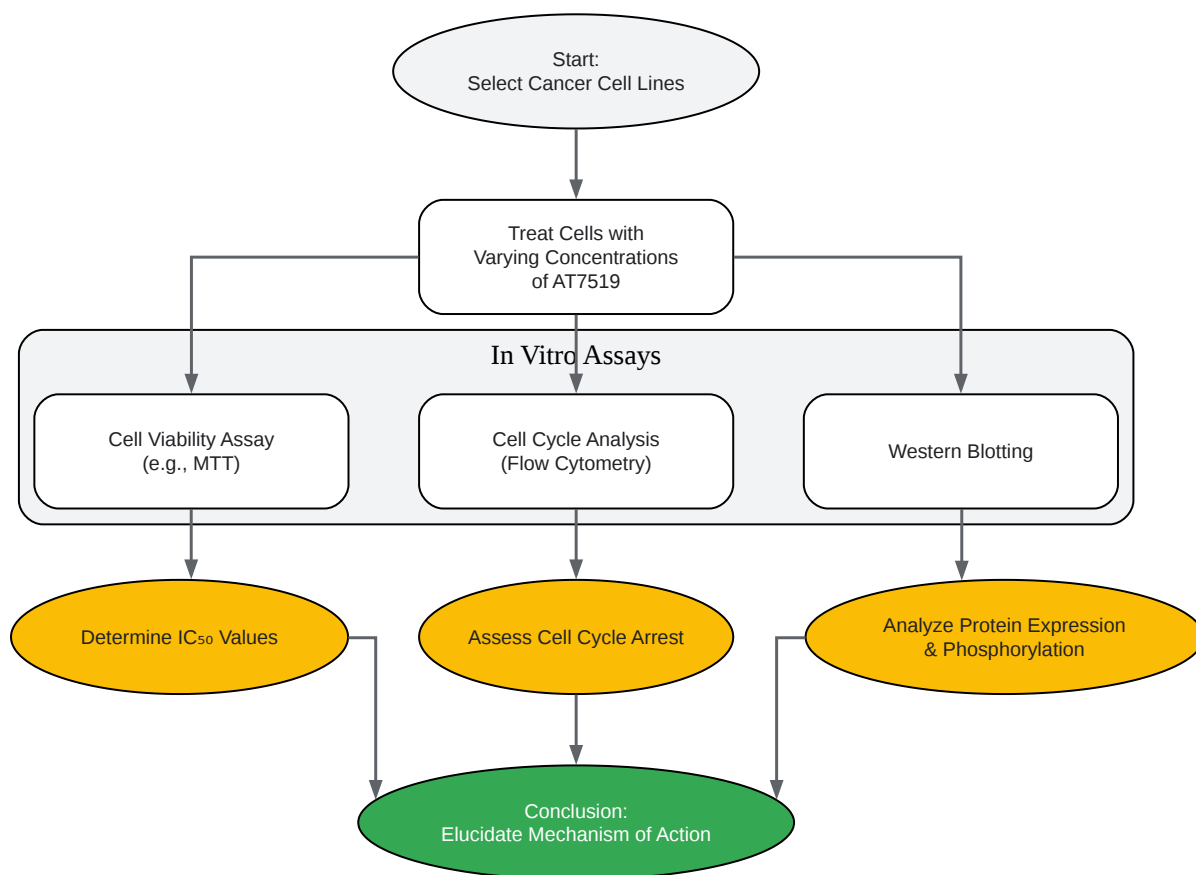 Start:
Select Cancer Cell Lines
Treat Cells with
Varying Concentrations
of AT7519
In Vitro Assays
Cell Viability Assay
(e.g., MTT)
Cell Cycle Analysis
(Flow Cytometry)
Western Blotting
Determine IC₅₀ Values
Assess Cell Cycle Arrest
Analyze Protein Expression
& Phosphorylation
Conclusion:
Elucidate Mechanism of Action